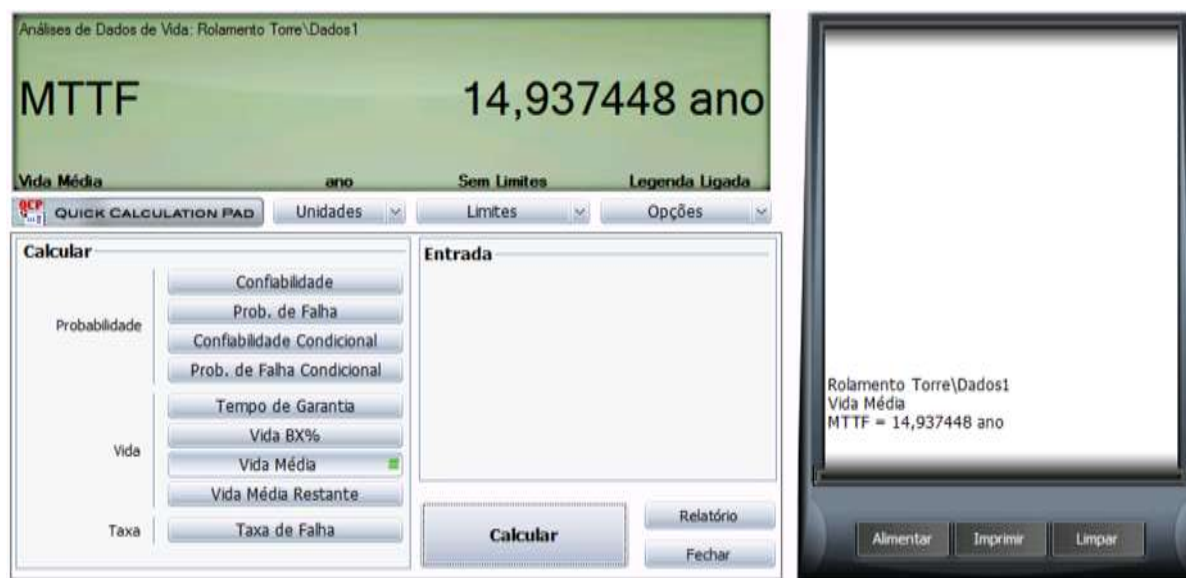 Análises de Dados de Vida: Rolamento Torre\Dados1
MTTF 14,937448 ano
Vida Média ano Sem Limites Legenda Ligada
QCP QUICK CALCULATION PAD Unidades Limites Opções
Calcular
Probabilidade
Confiabilidade
Prob. de Falha
Confiabilidade Condicional
Prob. de Falha Condicional
Vida
Tempo de Garantia
Vida BX%
Vida Média
Vida Média Restante
Taxa
Taxa de Falha
Entrada
Calcular
Relatório
Fechar
Rolamento Torre\Dados1
Vida Média
MTTF = 14,937448 ano
Alimentar Imprimir Limpar